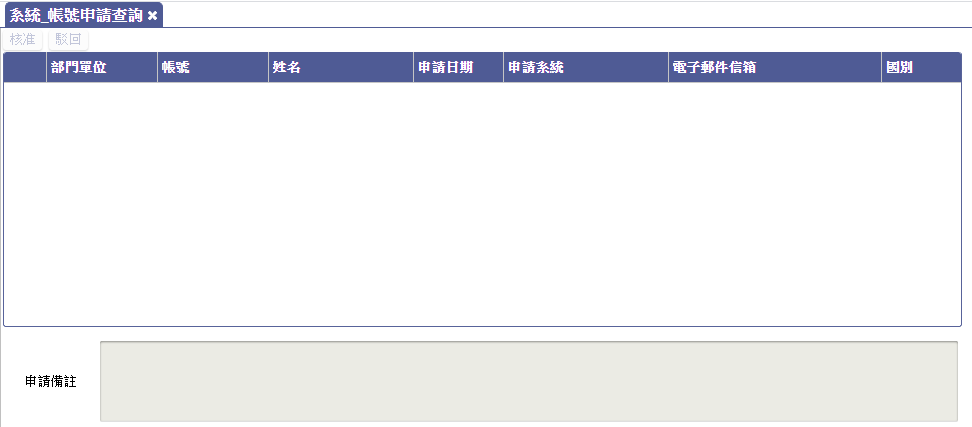 系統_帳號申請查詢 ✖
核准 駁回
部門單位 帳號 姓名 申請日期 申請系統 電子郵件信箱 國別
申請備註